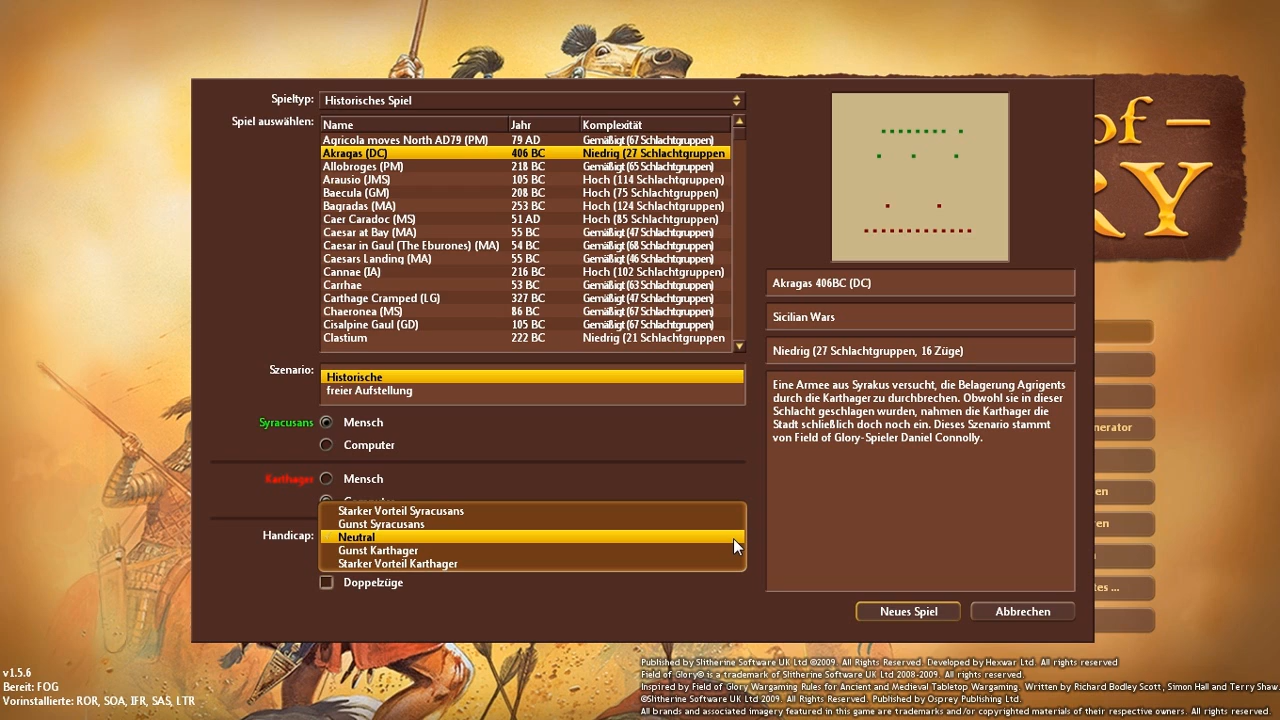 Spieltyp: Historisches Spiel
Spiel auswählen:
Name Jahr Komplexität
Agricola moves North AD79 (PM) 79 AD Gemäßigt (67 Schlachtgruppen)
Akragas (DC) 406 BC Niedrig (27 Schlachtgruppen
Allobroges (PM) 218 BC Gemäßigt (65 Schlachtgruppen)
Arausio (JMS) 105 BC Hoch (114 Schlachtgruppen)
Baecula (GM) 208 BC Hoch (75 Schlachtgruppen)
Bagradas (MA) 253 BC Hoch (124 Schlachtgruppen)
Caer Caradoc (MS) 51 AD Hoch (85 Schlachtgruppen)
Caesar at Bay (MA) 55 BC Gemäßigt (47 Schlachtgruppen)
Caesar in Gaul (The Eburones) (MA) 54 BC Gemäßigt (68 Schlachtgruppen)
Caesars Landing (MA) 55 BC Gemäßigt (46 Schlachtgruppen)
Cannae (IA) 216 BC Hoch (102 Schlachtgruppen)
Carrhae 53 BC Gemäßigt (63 Schlachtgruppen)
Carthage Cramped (LG) 327 BC Gemäßigt (47 Schlachtgruppen)
Chaeronea (MS) 86 BC Gemäßigt (67 Schlachtgruppen)
Cisalpine Gaul (GD) 105 BC Gemäßigt (67 Schlachtgruppen)
Clastium 222 BC Niedrig (21 Schlachtgruppen
Szenario: Historische
freier Aufstellung
Syracusans Mensch
Computer
Karthager Mensch
Starker Vorteil Syracusans
Gunst Syracusans
Handicap: Neutral
Gunst Karthager
Starker Vorteil Karthager
Doppelzüge
Akragas 406BC (DC)
Sicilian Wars
Niedrig (27 Schlachtgruppen, 16 Züge)
Eine Armee aus Syrakus versucht, die Belagerung Agrigents
durch die Karthager zu durchbrechen. Obwohl sie in dieser
Schlacht geschlagen wurden, nahmen die Karthager die
Stadt schließlich doch noch ein. Dieses Szenario stammt
von Field of Glory-Spieler Daniel Connolly.
Neues Spiel Abbrechen
of
RY
nerator
en
ren
n
tes ...
v1.5.6
Bereit: FOG
Vorinstallierte: ROR, SOA, IFR, SAS, LTR
Published by Slitherine Software UK Ltd ©2009. All Rights Reserved. Developed by Hexwar Ltd. All rights reserved
Field of Glory© is a trademark of Slitherine Software UK Ltd 2008-2009. All rights reserved.
Inspired by Field of Glory Wargaming Rules for Ancient and Medieval Tabletop Wargaming. Written by Richard Bodley Scott, Simon Hall and Terry Shaw.
©Slitherine Software UK Ltd 2009. All Rights Reserved. Published by Osprey Publishing Ltd.
All brands and associated imagery featured in this game are trademarks and/or copyrighted materials of their respective owners. All rights reserved.